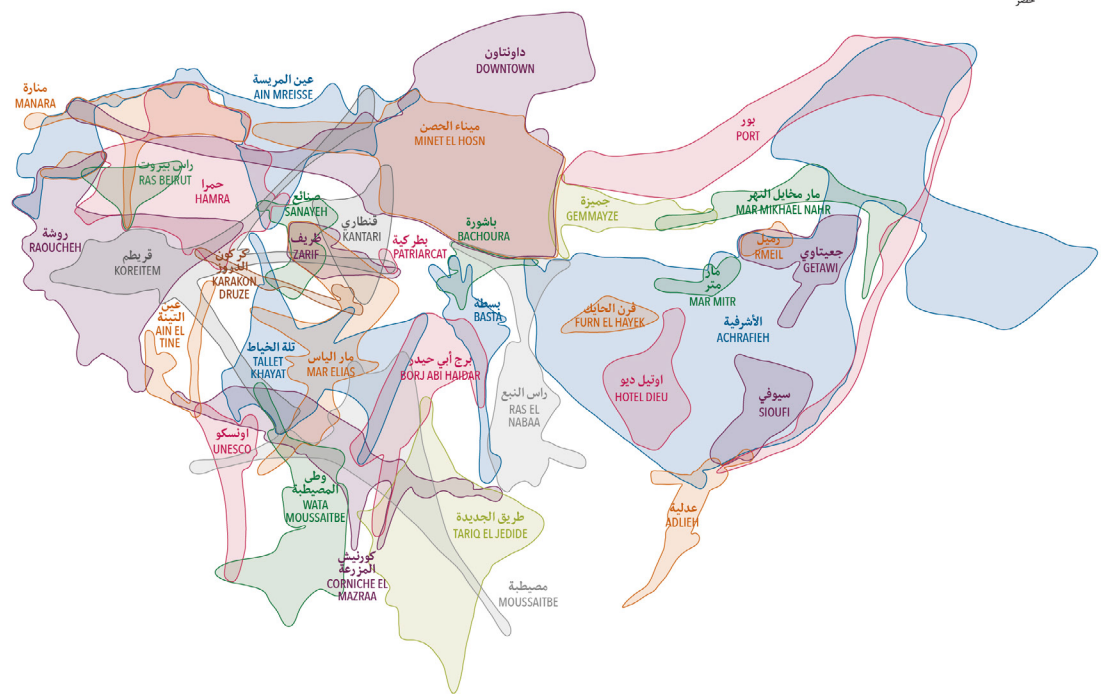 خضر
داونتاون
DOWNTOWN
عين المريسة
AIN MREISSE
منارة
MANARA
ميناء الحصن
MINET EL HOSN
بور
PORT
راس بيروت
RAS BEIRUT
حمرا
HAMRA
صنائع
SANAYEH
قنطاري
KANTARI
باشورة
BACHOURA
جميزة
GEMMAYZE
مار مخايل النهر
MAR MIKHAEL NAHR
روشة
RAOUCHEH
قريطم
KOREITEM
كركون
الدروز
KARAKON
DRUZE
ظريف
ZARIF
بطركية
PATRIARCAT
رميل
RMEIL
جعيتاوي
GETAWI
مار
متر
MAR MITR
عين
التينة
AIN EL
TINE
بسطة
BASTA
فرن الحايك
FURN EL HAYEK
الأشرفية
ACHRAFIEH
تلة الخياط
TALLET
KHAYAT
مار الياس
MAR ELIAS
برج أبي حيدر
BORJ ABI HAIDAR
راس النبع
RAS EL
NABAA
اوتيل ديو
HOTEL DIEU
سيوفي
SIOUFI
اونسكو
UNESCO
وطى
المصيطبة
WATA
MOUSSAITBE
طريق الجديدة
TARIQ EL JEDIDE
عدلية
ADLIEH
كورنيش
المزرعة
CORNICHE EL
MAZRAA
مصيطبة
MOUSSAITBE